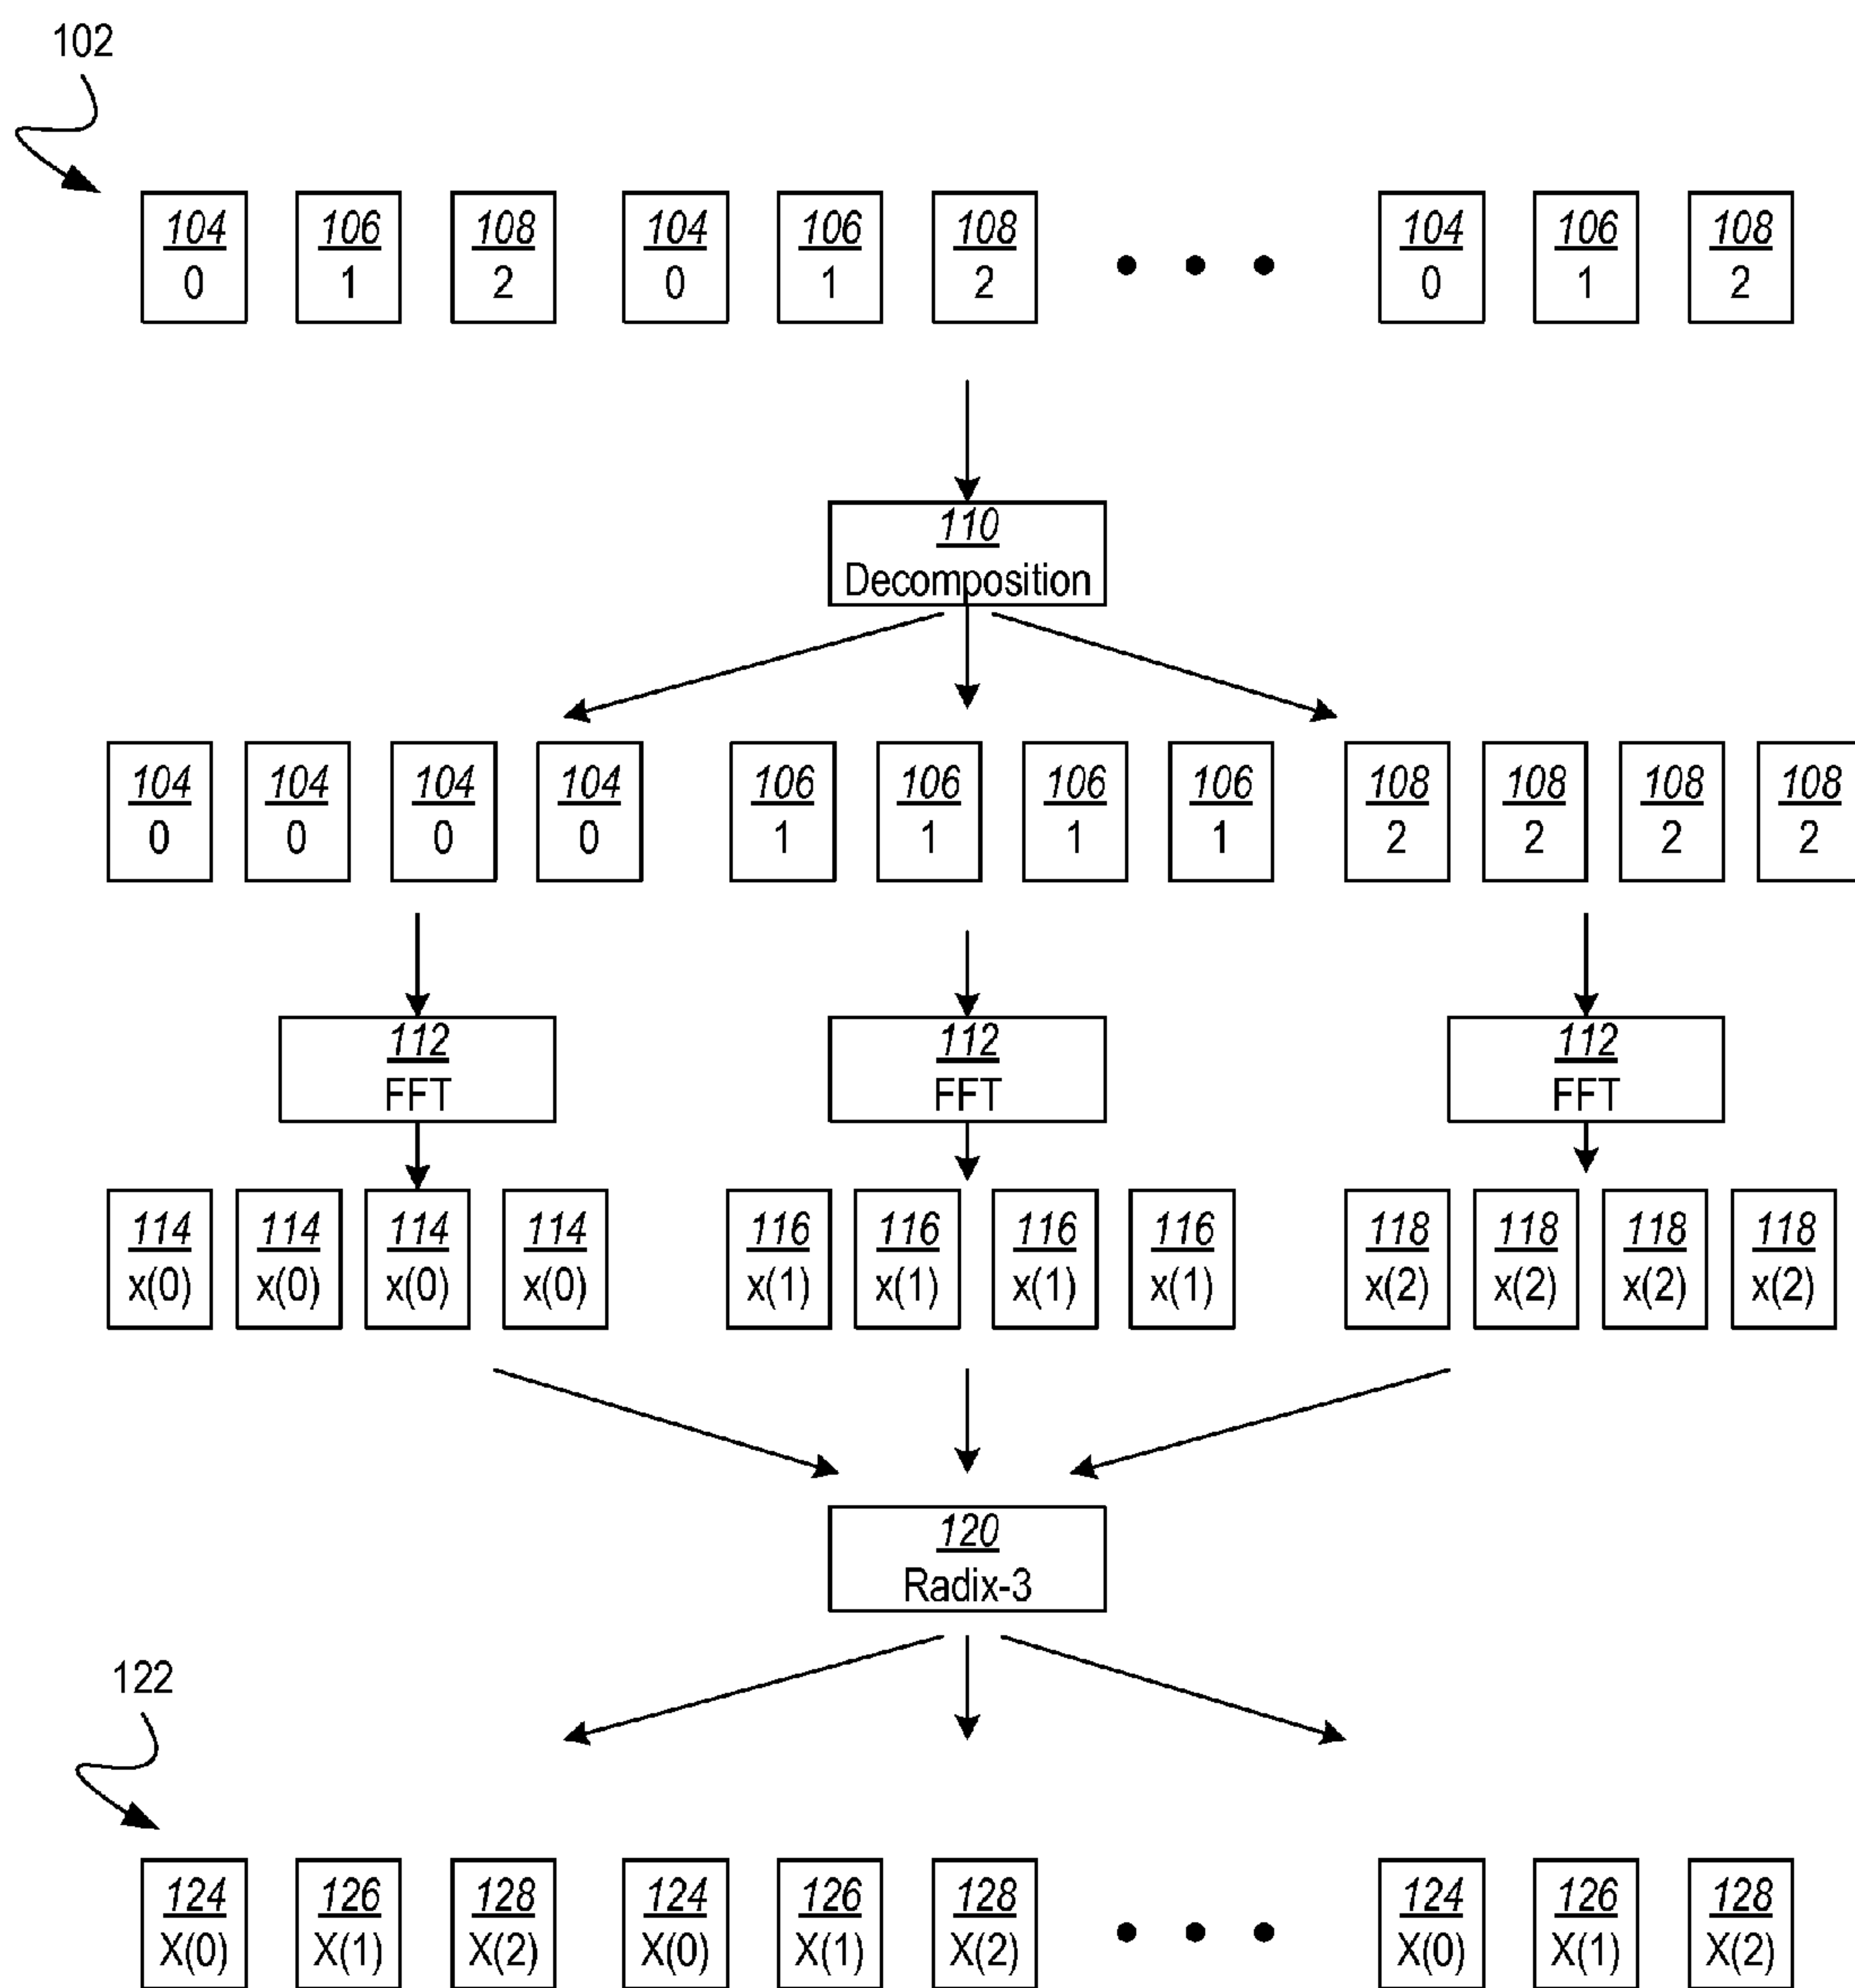 102
104 106 108 104 106 108 104 106 108
0 1 2 0 1 2 • • • 0 1 2
110
Decomposition
104 104 104 104 106 106 106 106 108 108 108 108
0 0 0 0 1 1 1 1 2 2 2 2
112 112 112
FFT FFT FFT
114 114 114 114 116 116 116 116 118 118 118 118
x(0) x(0) x(0) x(0) x(1) x(1) x(1) x(1) x(2) x(2) x(2) x(2)
120
Radix-3
122
124 126 128 124 126 128 124 126 128
X(0) X(1) X(2) X(0) X(1) X(2) • • • X(0) X(1) X(2)